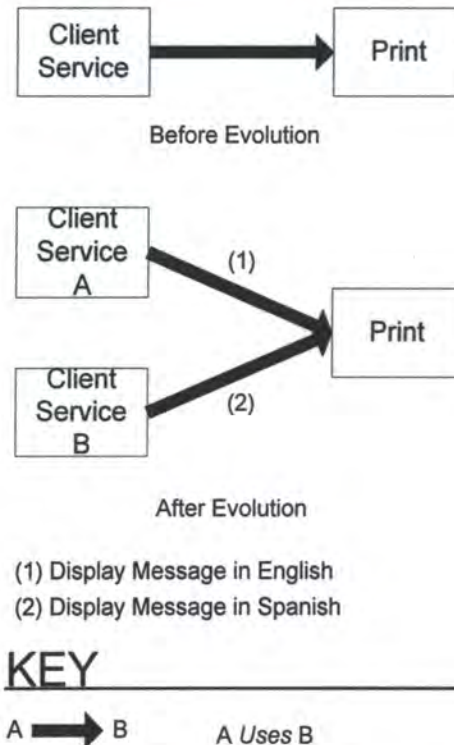 Client
Service
Print
Before Evolution
Client
Service
A
(1)
Print
Client
Service
B
(2)
After Evolution
(1) Display Message in English
(2) Display Message in Spanish
KEY
A B A Uses B